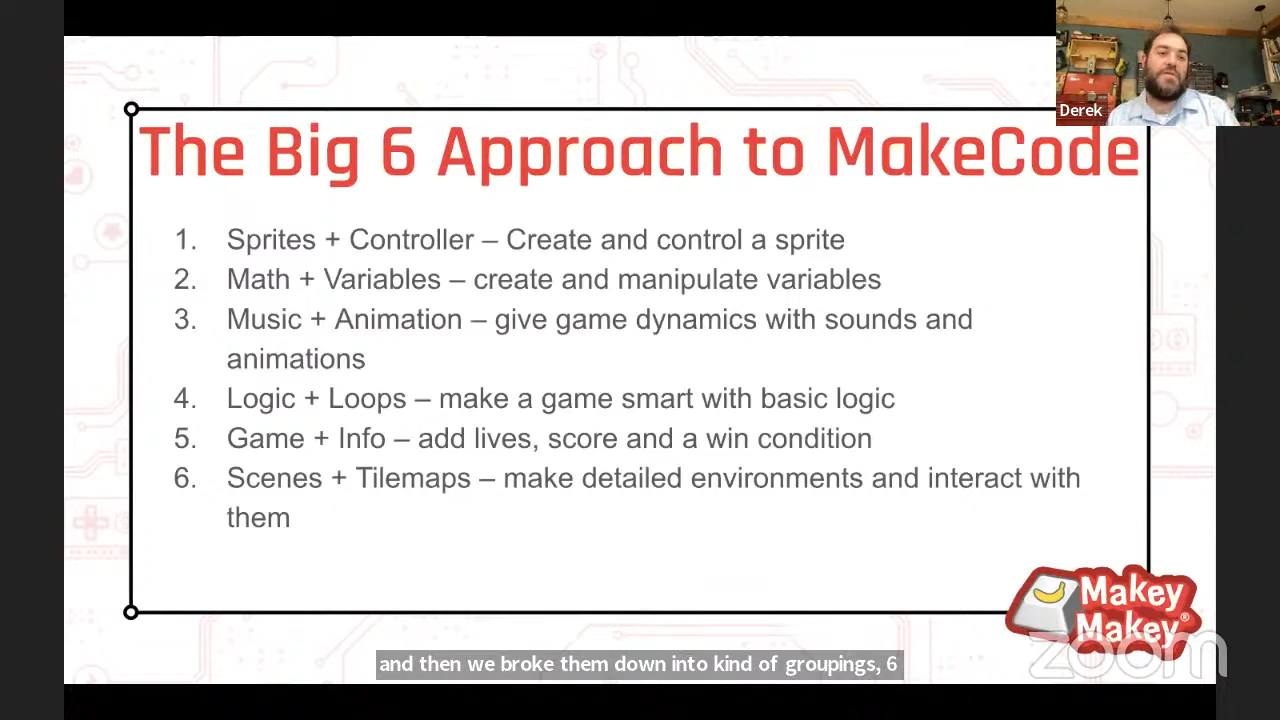 Derek
The Big 6 Approach to MakeCode
1. Sprites + Controller – Create and control a sprite
2. Math + Variables – create and manipulate variables
3. Music + Animation – give game dynamics with sounds and
animations
4. Logic + Loops – make a game smart with basic logic
5. Game + Info – add lives, score and a win condition
6. Scenes + Tilemaps – make detailed environments and interact with
them
Makey
Makey®
zoom
and then we broke them down into kind of groupings, 6